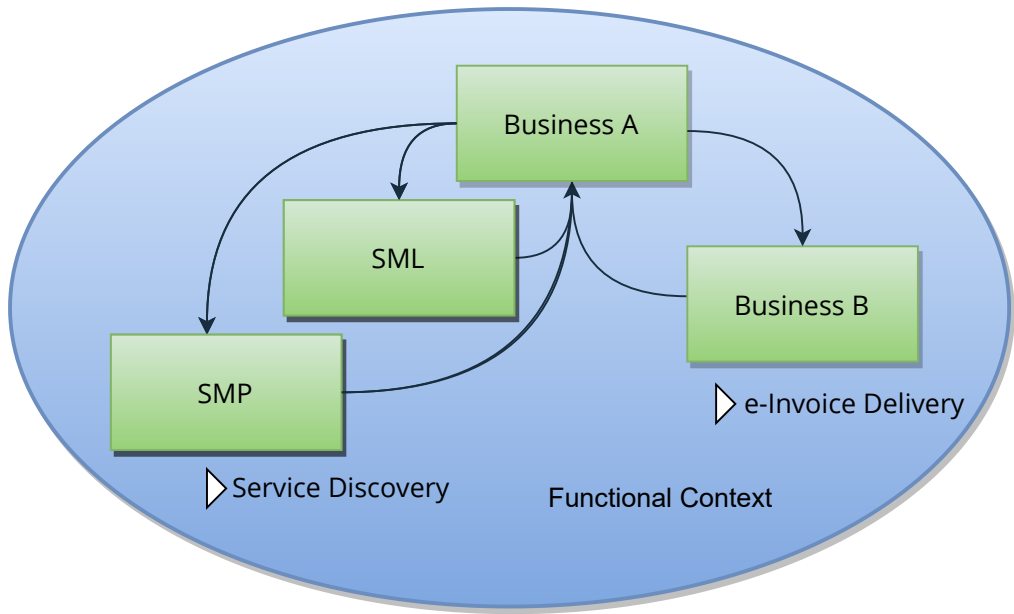 Business A
SML
Business B
SMP
e-Invoice Delivery
Service Discovery
Functional Context